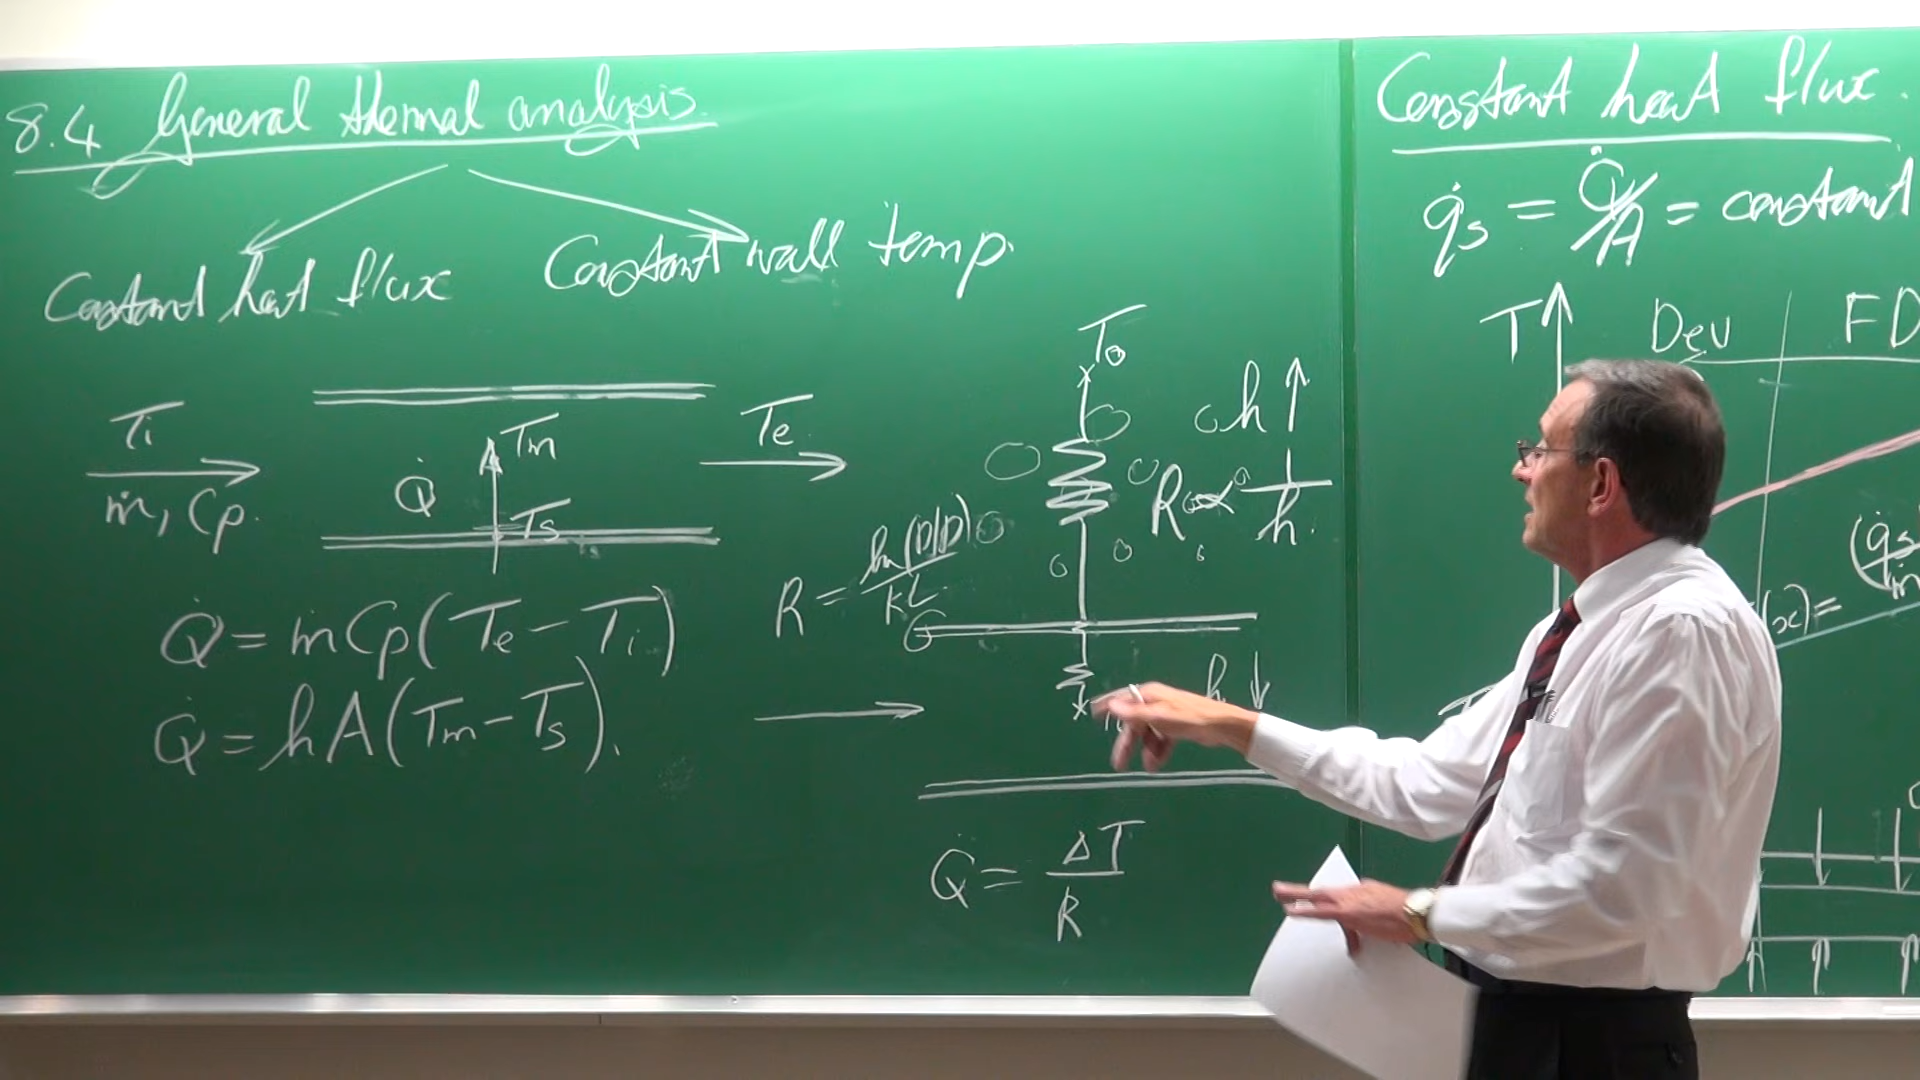 8.4 General thermal analysis.
Constant heat flux
Constant wall temp.
Ti
ṁ, Cp.
Tm
Q̇
Ts
Te
Q̇ = ṁCp(Te - Ti)
Q̇ = hA(Tm - Ts).
T∞
h ↑
R ∝ 1/h.
R = ln(D/D)/kL
h ↓
Q̇ = ΔT/R
Constant heat flux.
q̇s = Q̇/A = constant
T
Dev
FD
(x) =
(q̇s
ṁ